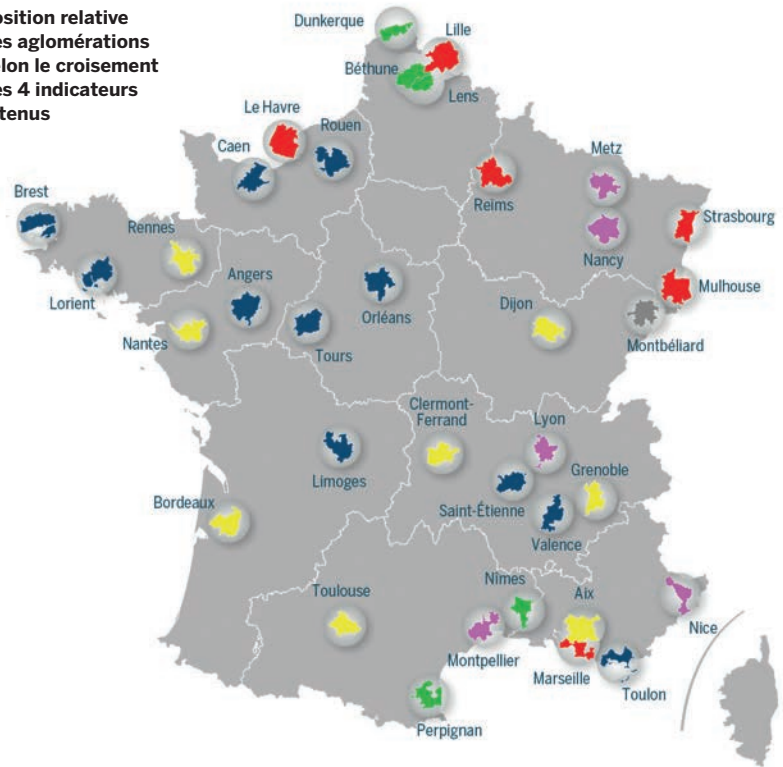 osition relative
es aglomérations
lon le croisement
es 4 indicateurs
tenus
Dunkerque
Lille
Béthune
Lens
Le Havre
Rouen
Caen
Metz
Brest
Reims
Strasbourg
Rennes
Nancy
Lorient
Angers
Mulhouse
Orléans
Dijon
Nantes
Tours
Montbéliard
Clermont-
Ferrand
Lyon
Limoges
Grenoble
Bordeaux
Saint-Étienne
Valence
Toulouse
Nîmes
Aix
Nice
Montpellier
Marseille
Toulon
Perpignan